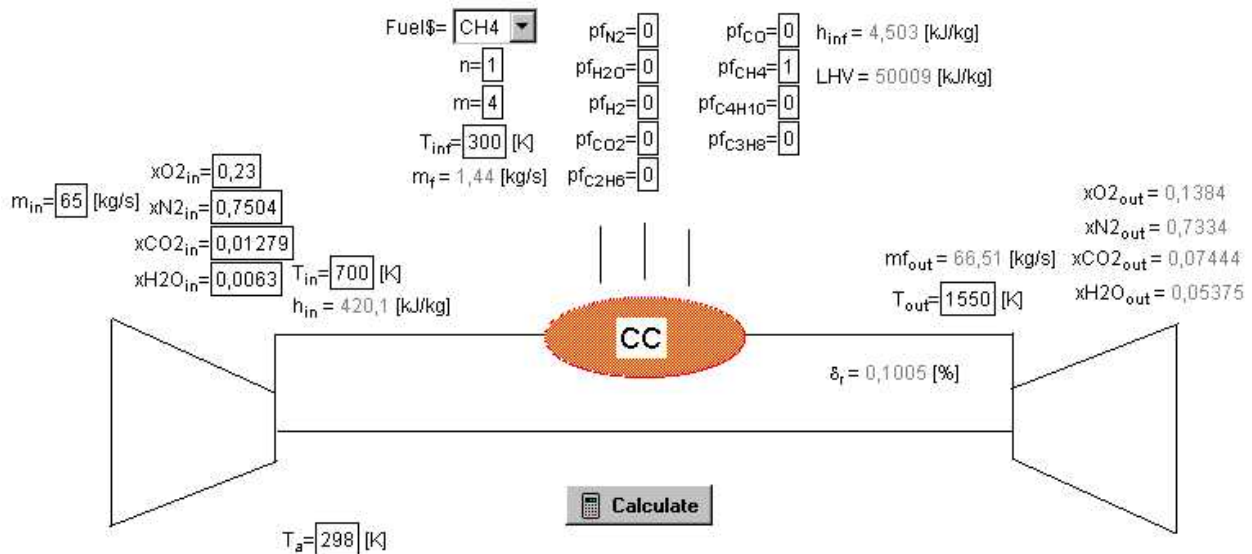 Fuel$= CH4
n= 1
m= 4
T_inf= 300 [K]
m_f = 1,44 [kg/s]
pf_N2= 0
pf_H2O= 0
pf_H2= 0
pf_CO2= 0
pf_C2H6= 0
pf_CO= 0
pf_CH4= 1
pf_C4H10= 0
pf_C3H8= 0
h_inf = 4,503 [kJ/kg]
LHV = 50009 [kJ/kg]
m_in= 65 [kg/s]
xO2_in= 0,23
xN2_in= 0,7504
xCO2_in= 0,01279
xH2O_in= 0,0063
T_in= 700 [K]
h_in = 420,1 [kJ/kg]
CC
mf_out = 66,51 [kg/s]
T_out= 1550 [K]
xO2_out = 0,1384
xN2_out = 0,7334
xCO2_out = 0,07444
xH2O_out = 0,05375
δ_r = 0,1005 [%]
Calculate
T_a= 298 [K]